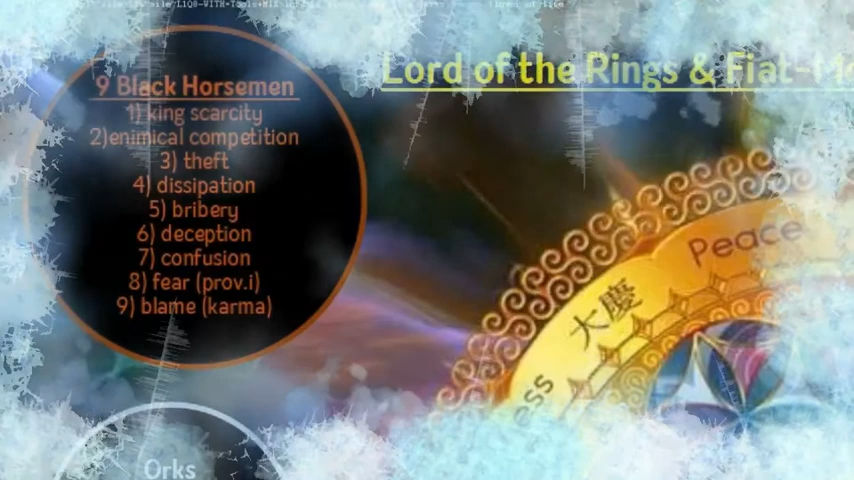 Lord of the Rings & Fiat-
9 Black Horsemen
1) king scarcity
2)enimical competition
3) theft
4) dissipation
5) bribery
6) deception
7) confusion
8) fear (prov.i)
9) blame (karma)
Peace
大慶
ess
Orks